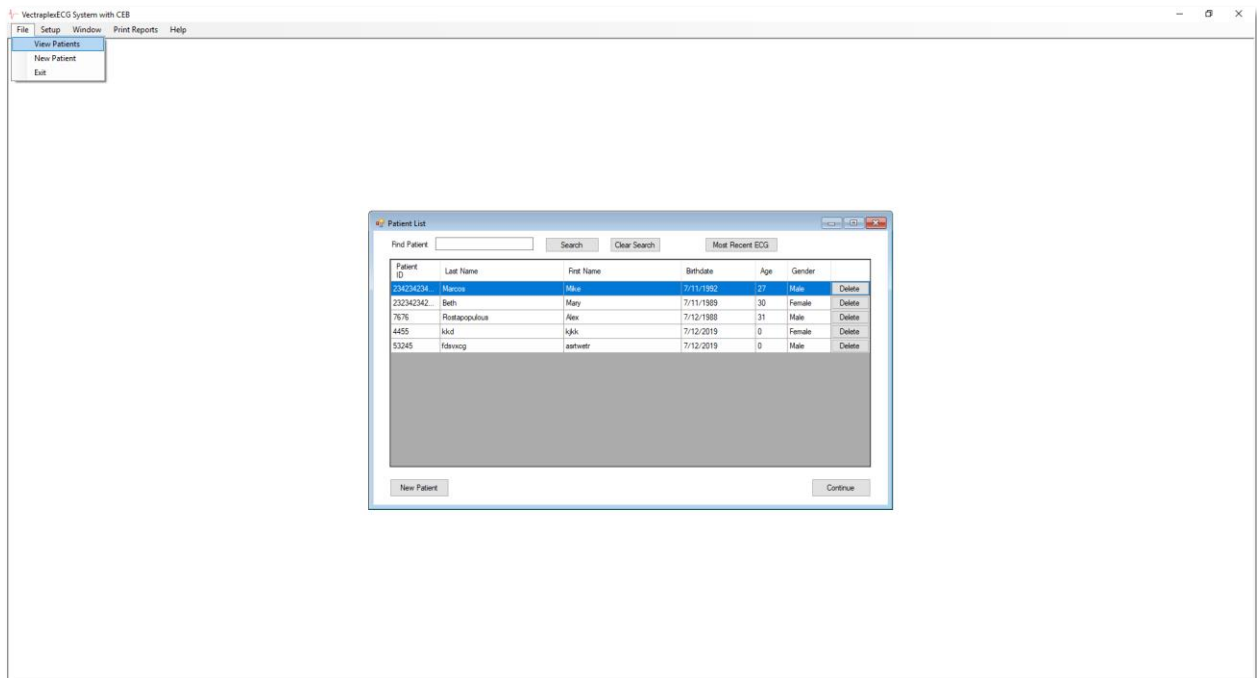 VectraplexECG System with CEB
File Setup Window Print Reports Help
View Patients
New Patient
Exit
Patient List
Find Patient Search Clear Search Most Recent ECG
Patient ID Last Name First Name Birthdate Age Gender
234234234... Marcos Mike 7/11/1992 27 Male Delete
232342342... Beth Mary 7/11/1989 30 Female Delete
7676 Rostapopulous Alex 7/12/1988 31 Male Delete
4455 kkd kjkk 7/12/2019 0 Female Delete
53245 fdsvxcg asrtwetr 7/12/2019 0 Male Delete
New Patient Continue